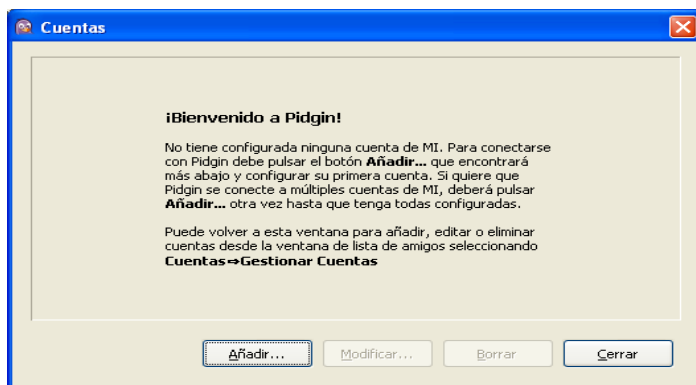 Cuentas
¡Bienvenido a Pidgin!
No tiene configurada ninguna cuenta de MI. Para conectarse
con Pidgin debe pulsar el botón Añadir... que encontrará
más abajo y configurar su primera cuenta. Si quiere que
Pidgin se conecte a múltiples cuentas de MI, deberá pulsar
Añadir... otra vez hasta que tenga todas configuradas.
Puede volver a esta ventana para añadir, editar o eliminar
cuentas desde la ventana de lista de amigos seleccionando
Cuentas⇨Gestionar Cuentas
Añadir... Modificar... Borrar Cerrar